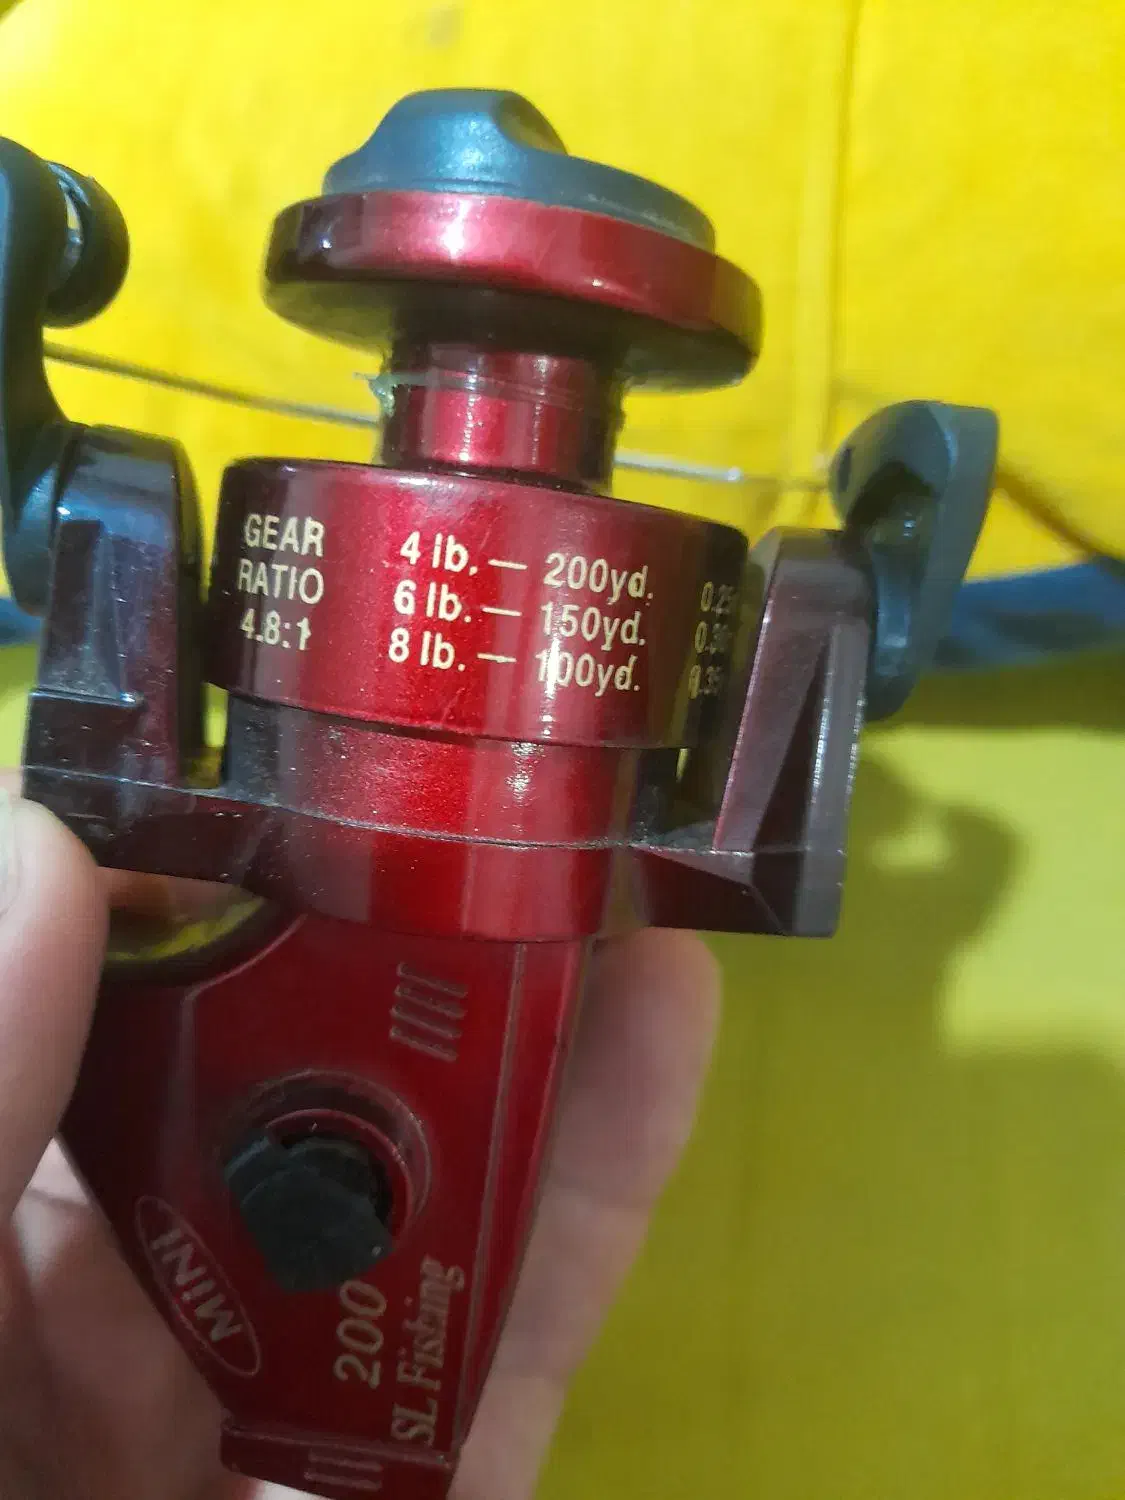 GEAR
RATIO
4.8:1
4 lb. — 200yd.
6 lb. — 150yd.
8 lb. — 100yd.
MiNi
200
SL Fishing